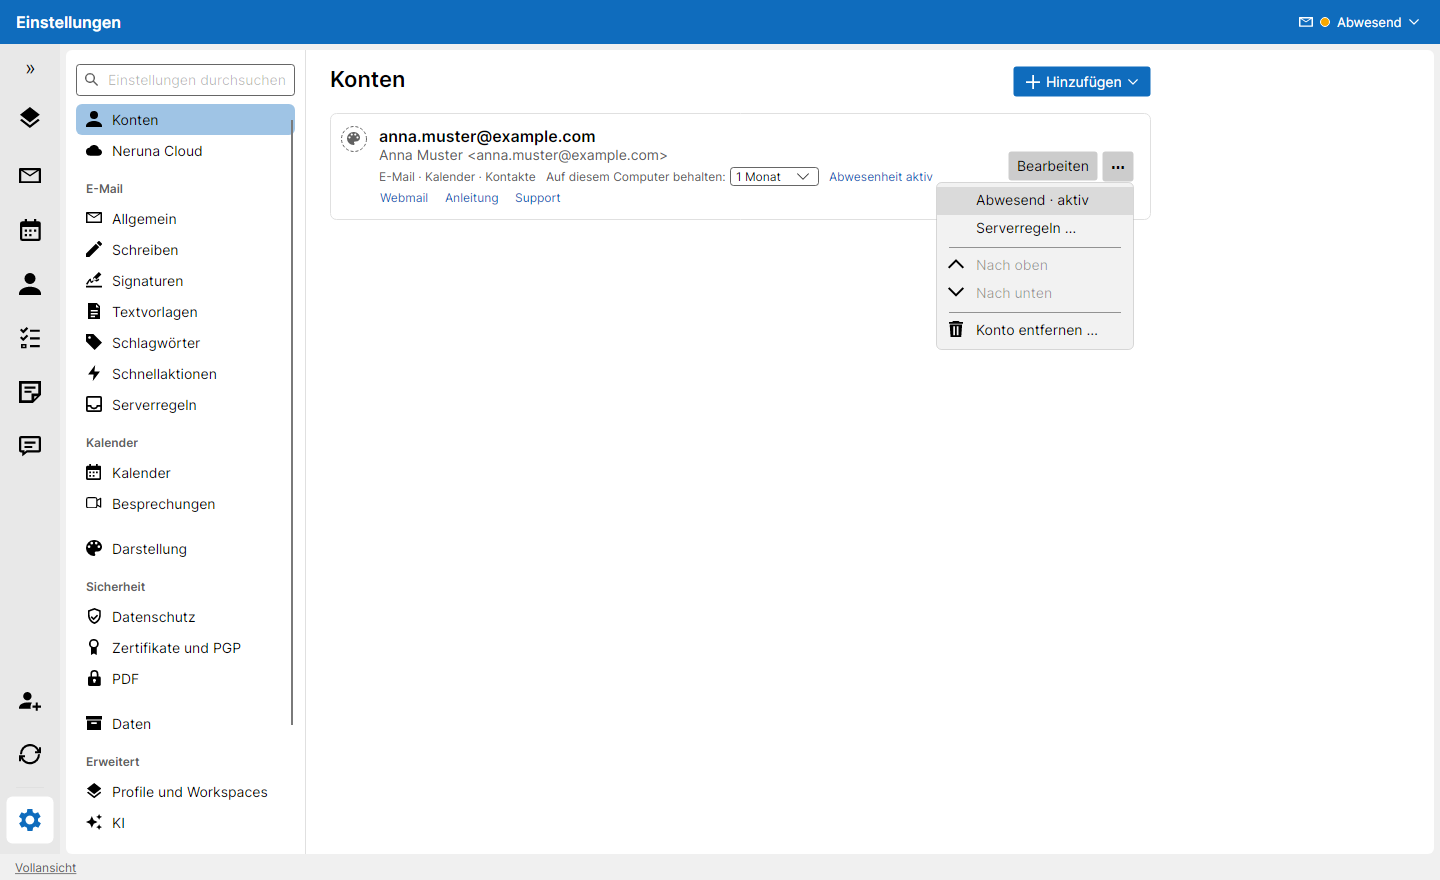 Einstellungen
Abwesend
»
Einstellungen durchsuchen
Konten
Neruna Cloud
E-Mail
Allgemein
Schreiben
Signaturen
Textvorlagen
Schlagwörter
Schnellaktionen
Serverregeln
Kalender
Kalender
Besprechungen
Darstellung
Sicherheit
Datenschutz
Zertifikate und PGP
PDF
Daten
Erweitert
Profile und Workspaces
KI
Konten
Hinzufügen
anna.muster@example.com
Anna Muster <anna.muster@example.com>
E-Mail · Kalender · Kontakte Auf diesem Computer behalten: 1 Monat Abwesenheit aktiv
Webmail Anleitung Support
Bearbeiten ...
Abwesend · aktiv
Serverregeln ...
Nach oben
Nach unten
Konto entfernen ...
Vollansicht